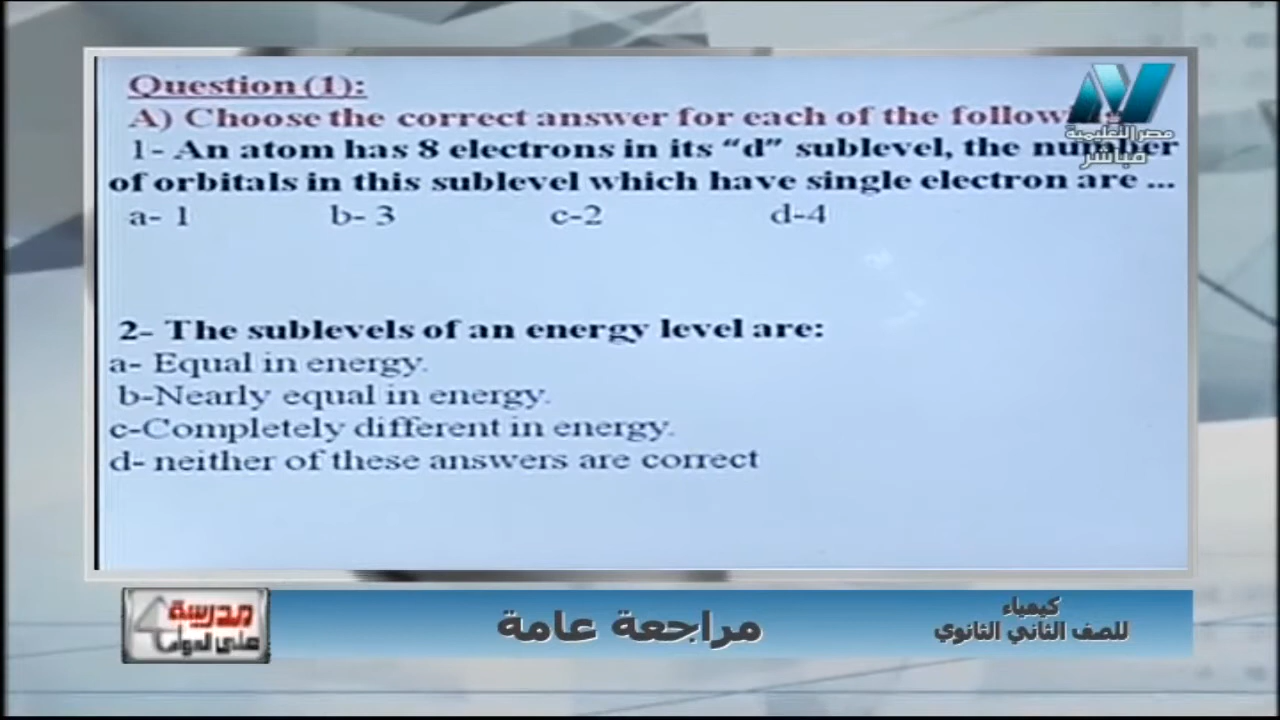 Question (1):
A) Choose the correct answer for each of the following
1- An atom has 8 electrons in its “d” sublevel, the number
of orbitals in this sublevel which have single electron are ...
a- 1 b- 3 c-2 d-4
2- The sublevels of an energy level are:
a- Equal in energy.
b-Nearly equal in energy.
c-Completely different in energy.
d- neither of these answers are correct
مصر التعليمية
مباشر
كيمياء
للصف الثاني الثانوي
مراجعة عامة
مدرسة
على الهواء